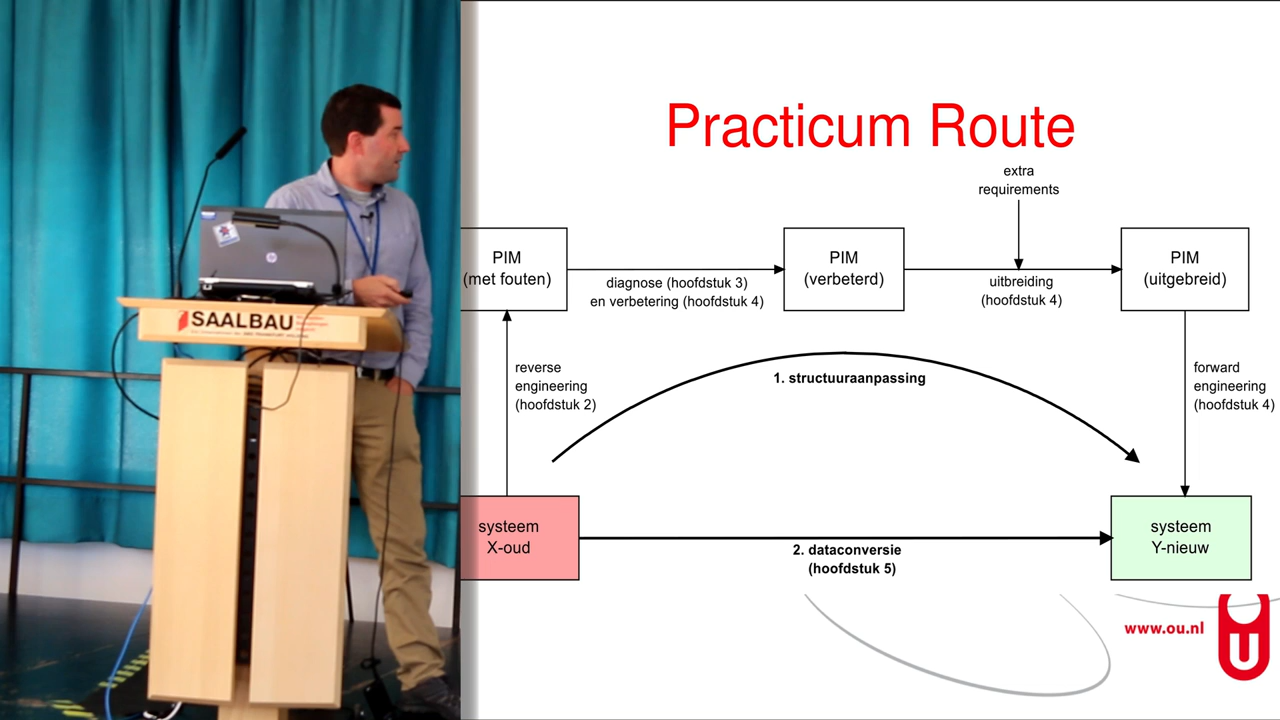 Practicum Route
extra
requirements
PIM
(met fouten)
diagnose (hoofdstuk 3)
en verbetering (hoofdstuk 4)
PIM
(verbeterd)
uitbreiding
(hoofdstuk 4)
PIM
(uitgebreid)
reverse
engineering
(hoofdstuk 2)
1. structuuraanpassing
forward
engineering
(hoofdstuk 4)
systeem
X-oud
2. dataconversie
(hoofdstuk 5)
systeem
Y-nieuw
www.ou.nl
U
SAALBAU
hp